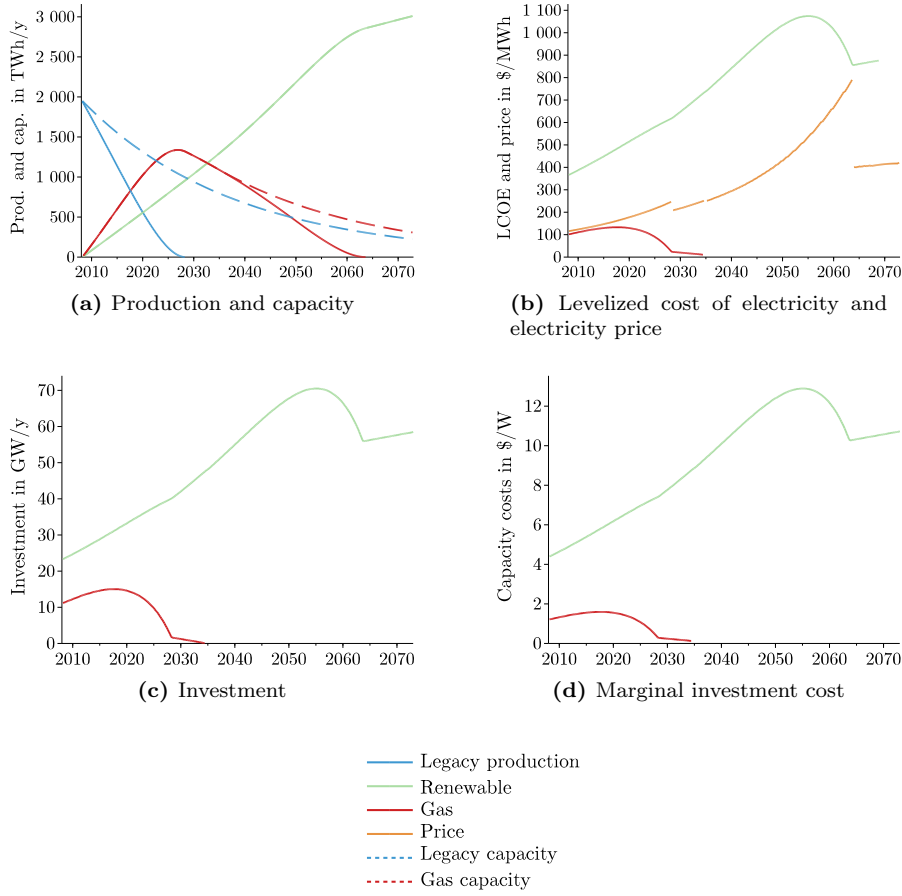 Prod. and cap. in TWh/y
3 000
2 500
2 000
1 500
1 000
500
0
2010 2020 2030 2040 2050 2060 2070
(a) Production and capacity
LCOE and price in $/MWh
1 100
1 000
900
800
700
600
500
400
300
200
100
0
2010 2020 2030 2040 2050 2060 2070
(b) Levelized cost of electricity and
electricity price
Investment in GW/y
70
60
50
40
30
20
10
0
2010 2020 2030 2040 2050 2060 2070
(c) Investment
Capacity costs in $/W
12
10
8
6
4
2
0
2010 2020 2030 2040 2050 2060 2070
(d) Marginal investment cost
Legacy production
Renewable
Gas
Price
Legacy capacity
Gas capacity